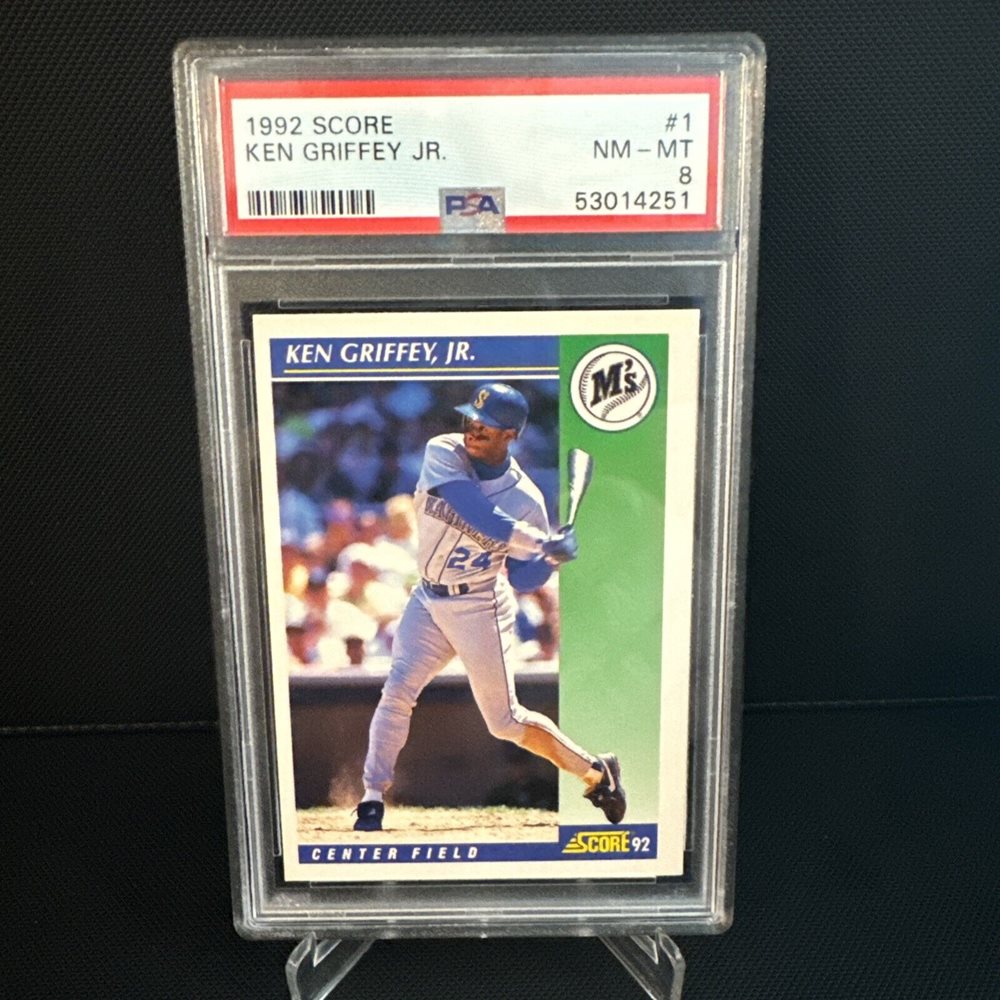 1992 SCORE #1
KEN GRIFFEY JR. NM - MT
8
PSA 53014251
KEN GRIFFEY, JR.
M's
S
24
CENTER FIELD
SCORE 92